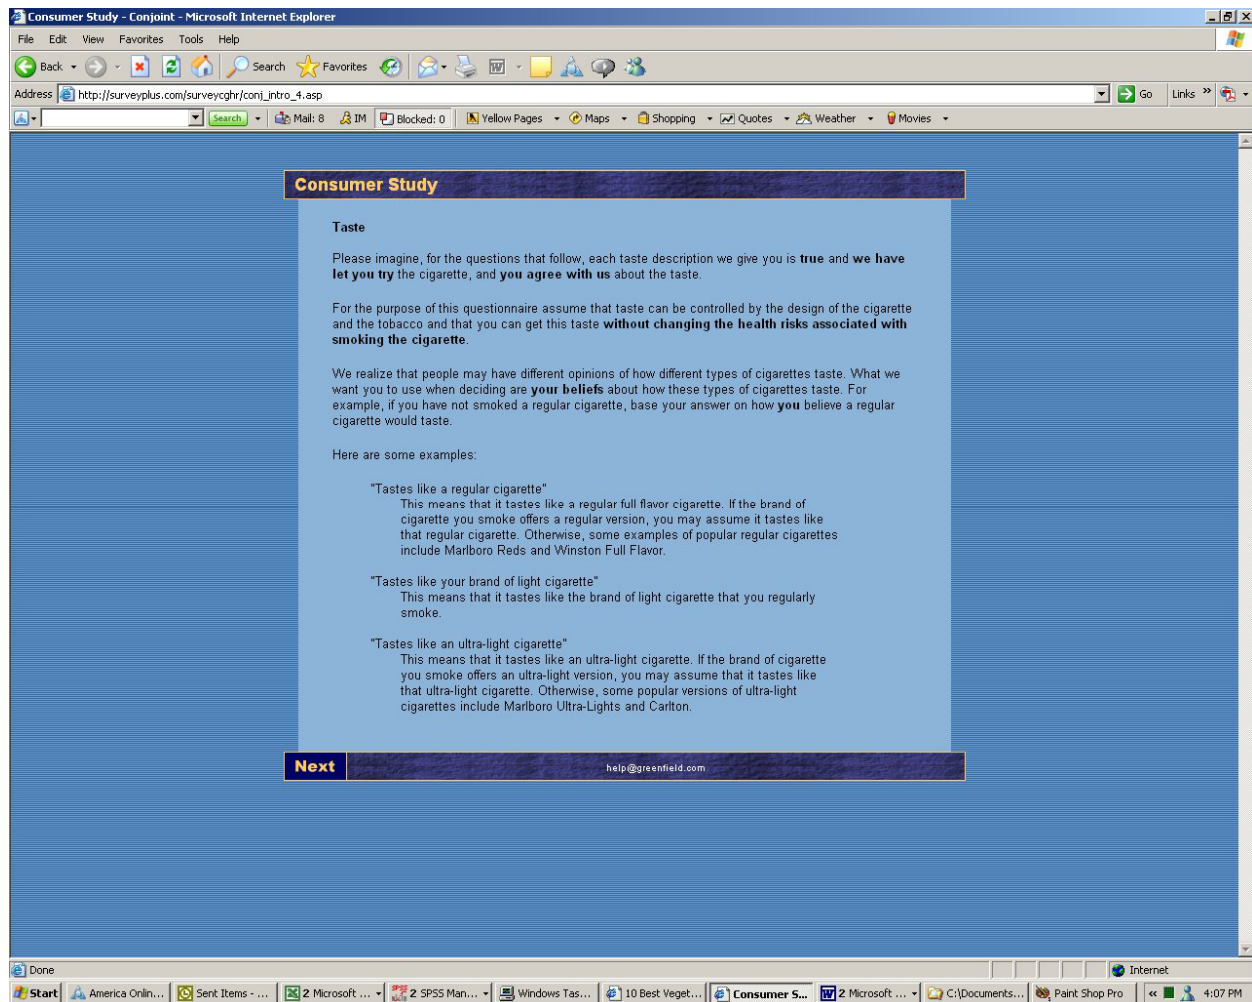 Consumer Study - Conjoint - Microsoft Internet Explorer
File Edit View Favorites Tools Help
Back Search Favorites
Address http://surveyplus.com/surveycghr/conj_intro_4.asp Go Links »
Search Mail: 8 IM Blocked: 0 Yellow Pages Maps Shopping Quotes Weather Movies
Consumer Study
Taste
Please imagine, for the questions that follow, each taste description we give you is true and we have
let you try the cigarette, and you agree with us about the taste.
For the purpose of this questionnaire assume that taste can be controlled by the design of the cigarette
and the tobacco and that you can get this taste without changing the health risks associated with
smoking the cigarette.
We realize that people may have different opinions of how different types of cigarettes taste. What we
want you to use when deciding are your beliefs about how these types of cigarettes taste. For
example, if you have not smoked a regular cigarette, base your answer on how you believe a regular
cigarette would taste.
Here are some examples:
"Tastes like a regular cigarette"
This means that it tastes like a regular full flavor cigarette. If the brand of
cigarette you smoke offers a regular version, you may assume it tastes like
that regular cigarette. Otherwise, some examples of popular regular cigarettes
include Marlboro Reds and Winston Full Flavor.
"Tastes like your brand of light cigarette"
This means that it tastes like the brand of light cigarette that you regularly
smoke.
"Tastes like an ultra-light cigarette"
This means that it tastes like an ultra-light cigarette. If the brand of cigarette
you smoke offers an ultra-light version, you may assume that it tastes like
that ultra-light cigarette. Otherwise, some popular versions of ultra-light
cigarettes include Marlboro Ultra-Lights and Carlton.
Next help@greenfield.com
Done Internet
Start America Onlin... Sent Items - ... 2 Microsoft ... 2 SPSS Man... Windows Tas... 10 Best Veget... Consumer S... 2 Microsoft ... C:\Documents... Paint Shop Pro « 4:07 PM